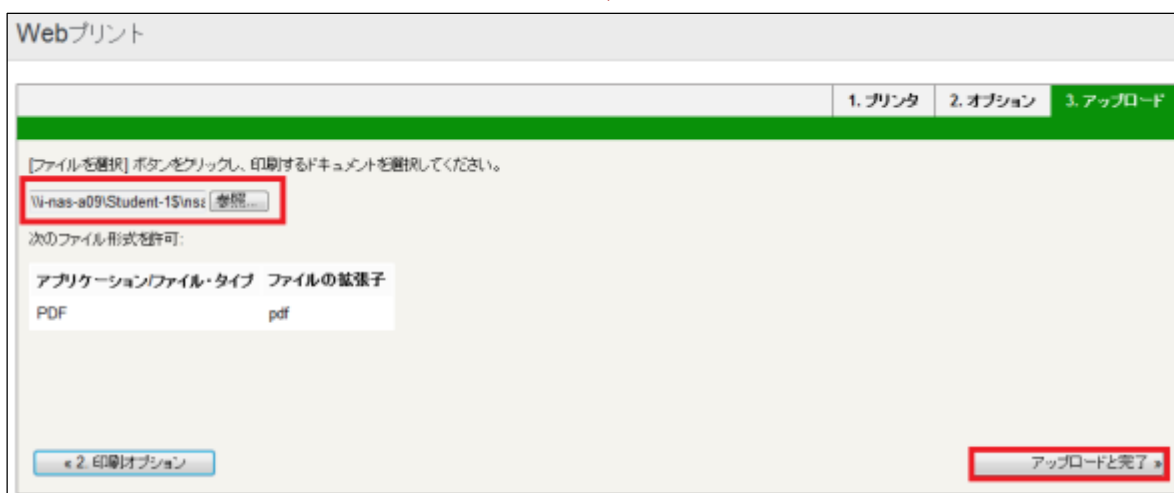 Webプリント
1. プリンタ 2. オプション 3. アップロード
[ファイルを選択] ボタンをクリックし、印刷するドキュメントを選択してください。
\\i-nas-a09\Student-1$\nsa 参照...
次のファイル形式を許可:
アプリケーション/ファイル・タイプ ファイルの拡張子
PDF pdf
« 2. 印刷オプション アップロードと完了 »